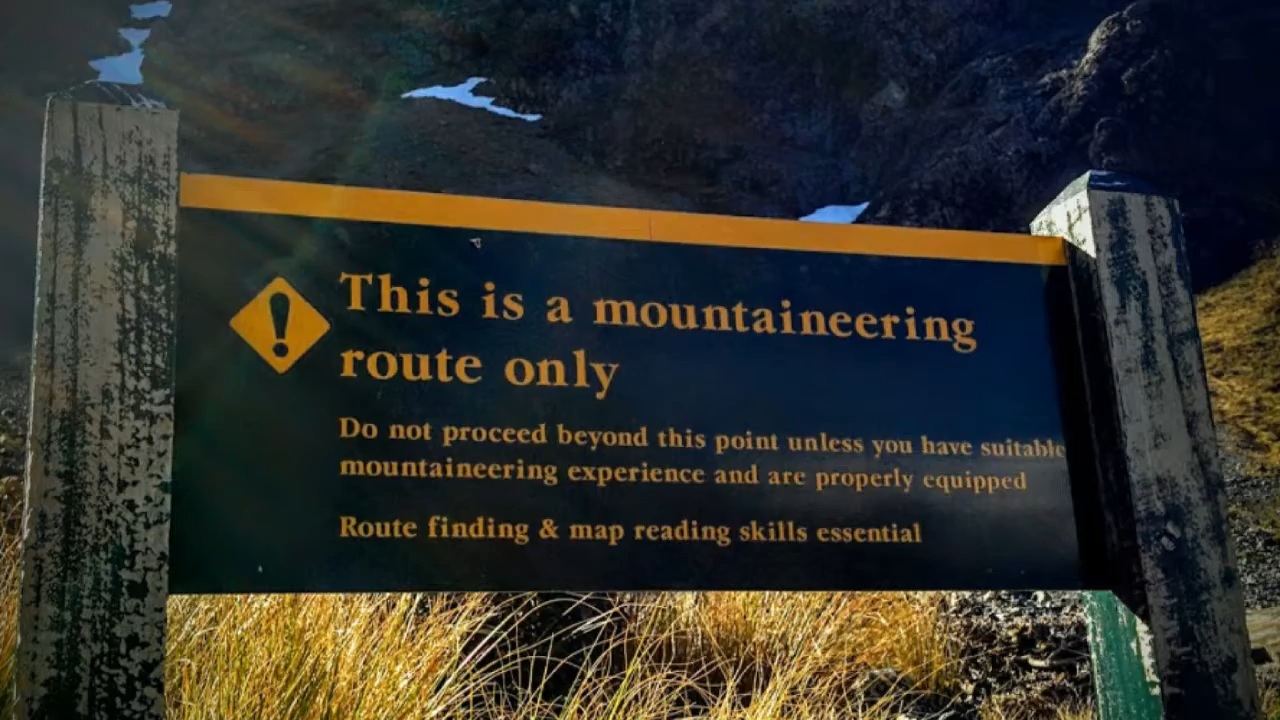 This is a mountaineering
route only
Do not proceed beyond this point unless you have suitable
mountaineering experience and are properly equipped
Route finding & map reading skills essential